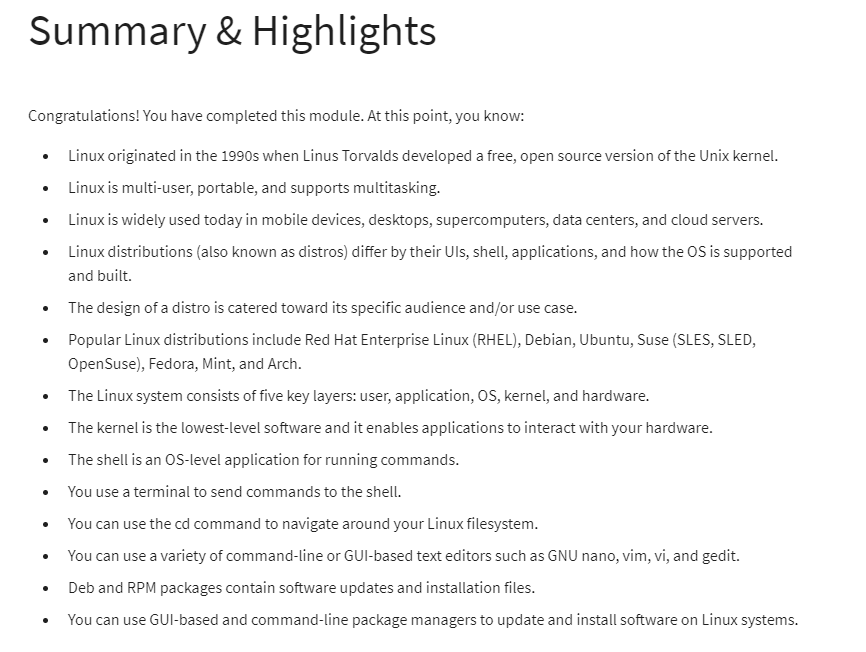 Summary & Highlights
Congratulations! You have completed this module. At this point, you know:
• Linux originated in the 1990s when Linus Torvalds developed a free, open source version of the Unix kernel.
• Linux is multi-user, portable, and supports multitasking.
• Linux is widely used today in mobile devices, desktops, supercomputers, data centers, and cloud servers.
• Linux distributions (also known as distros) differ by their UIs, shell, applications, and how the OS is supported
and built.
• The design of a distro is catered toward its specific audience and/or use case.
• Popular Linux distributions include Red Hat Enterprise Linux (RHEL), Debian, Ubuntu, Suse (SLES, SLED,
OpenSuse), Fedora, Mint, and Arch.
• The Linux system consists of five key layers: user, application, OS, kernel, and hardware.
• The kernel is the lowest-level software and it enables applications to interact with your hardware.
• The shell is an OS-level application for running commands.
• You use a terminal to send commands to the shell.
• You can use the cd command to navigate around your Linux filesystem.
• You can use a variety of command-line or GUI-based text editors such as GNU nano, vim, vi, and gedit.
• Deb and RPM packages contain software updates and installation files.
• You can use GUI-based and command-line package managers to update and install software on Linux systems.